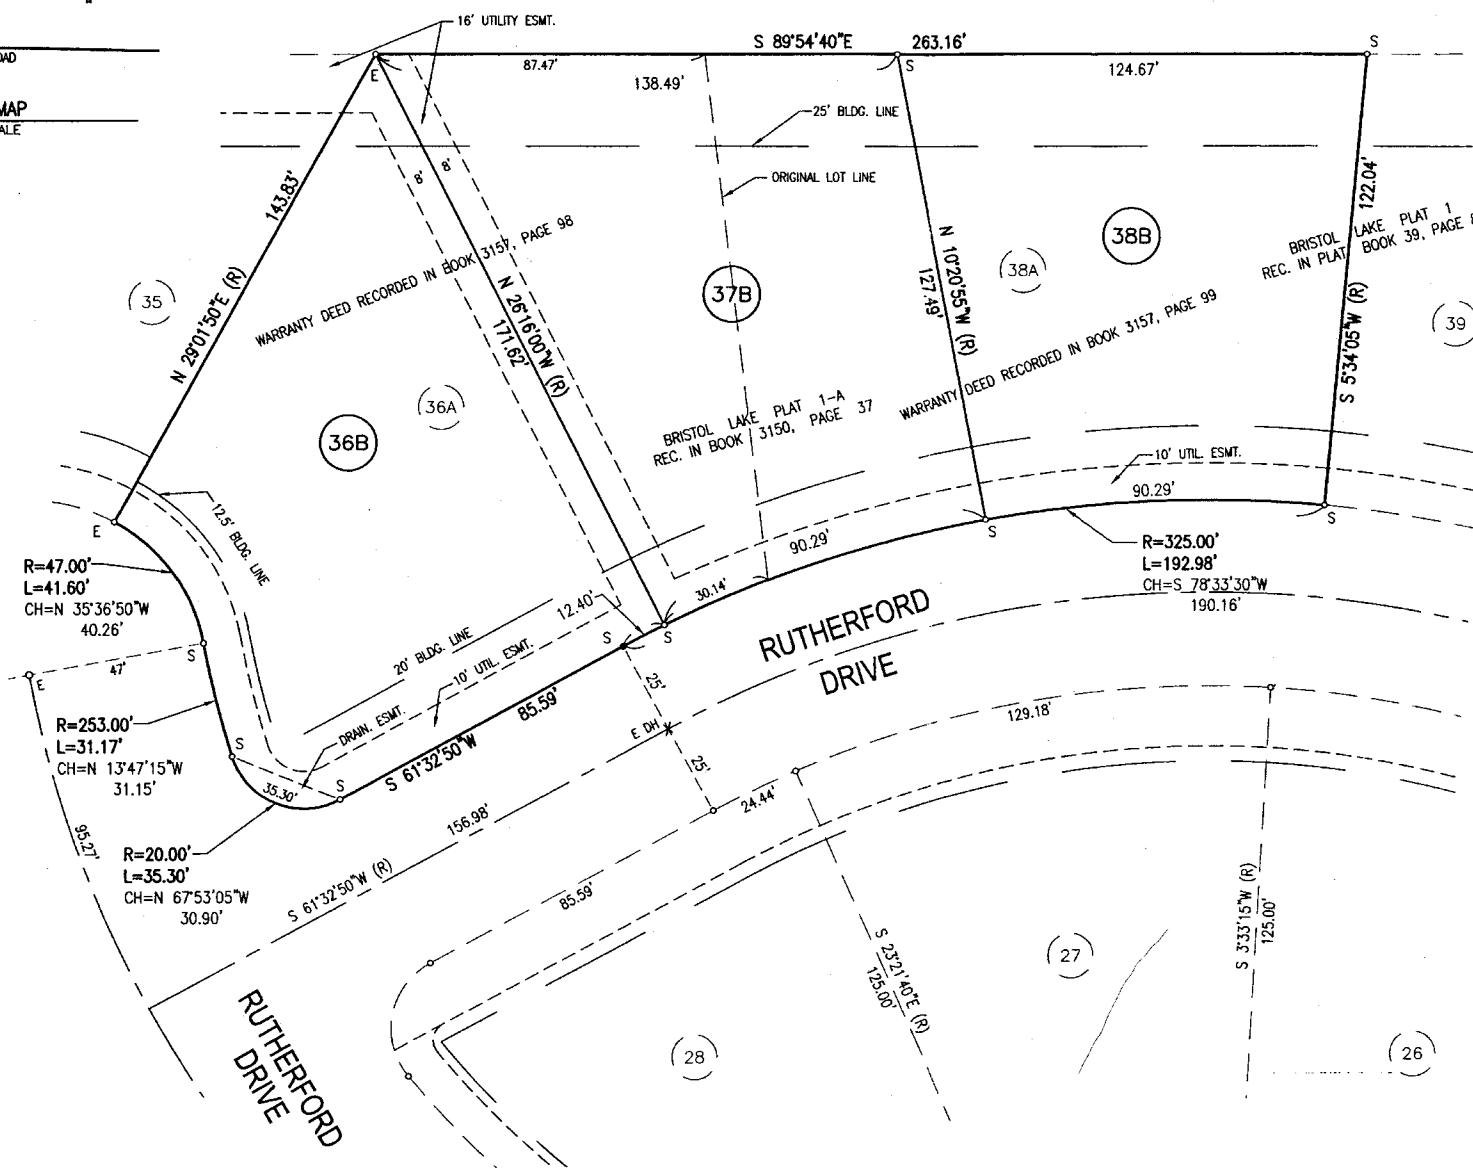 16' UTILITY ESMT.
OAD
MAP
ALE
S 89°54'40"E 263.16'
87.47'
138.49'
124.67'
E
S
S
25' BLDG. LINE
ORIGINAL LOT LINE
8'
8'
143.83'
N 29°01'50"E (R)
35
WARRANTY DEED RECORDED IN BOOK 3157, PAGE 98
N 26°16'00"W (R)
171.62'
36A
36B
37B
N 10°20'55"W (R)
127.49'
38A
38B
122.04'
S 5°34'05"W (R)
BRISTOL LAKE PLAT 1
REC. IN PLAT BOOK 39, PAGE 8
39
WARRANTY DEED RECORDED IN BOOK 3157, PAGE 99
BRISTOL LAKE PLAT 1-A
REC. IN BOOK 3150, PAGE 37
10' UTIL. ESMT.
90.29'
90.29'
30.14'
S
S
E
12.5' BLDG. LINE
R=47.00'
L=41.60'
CH=N 35°36'50"W
40.26'
R=325.00'
L=192.98'
CH=S 78°33'30"W
190.16'
12.40'
S
S
RUTHERFORD
DRIVE
20' BLDG. LINE
10' UTIL. ESMT.
DRAIN. ESMT.
S
47'
E
25'
85.59'
S 61°32'50"W
E DH
25'
129.18'
R=253.00'
L=31.17'
CH=N 13°47'15"W
31.15'
S
S
35.30'
24.44'
156.98'
S 61°32'50"W (R)
95.27'
R=20.00'
L=35.30'
CH=N 67°53'05"W
30.90'
85.59'
S 23°21'40"E (R)
125.00'
S 3°33'15"W (R)
125.00'
27
28
26
RUTHERFORD
DRIVE